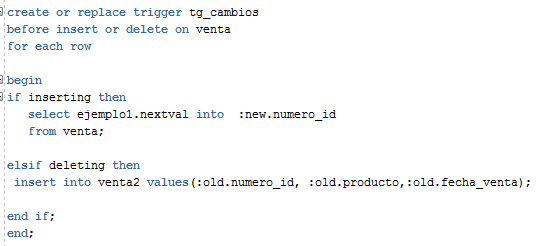 create or replace trigger tg_cambios
before insert or delete on venta
for each row
begin
if inserting then
select ejemplo1.nextval into :new.numero_id
from venta;
elsif deleting then
insert into venta2 values(:old.numero_id, :old.producto,:old.fecha_venta);
end if;
end;